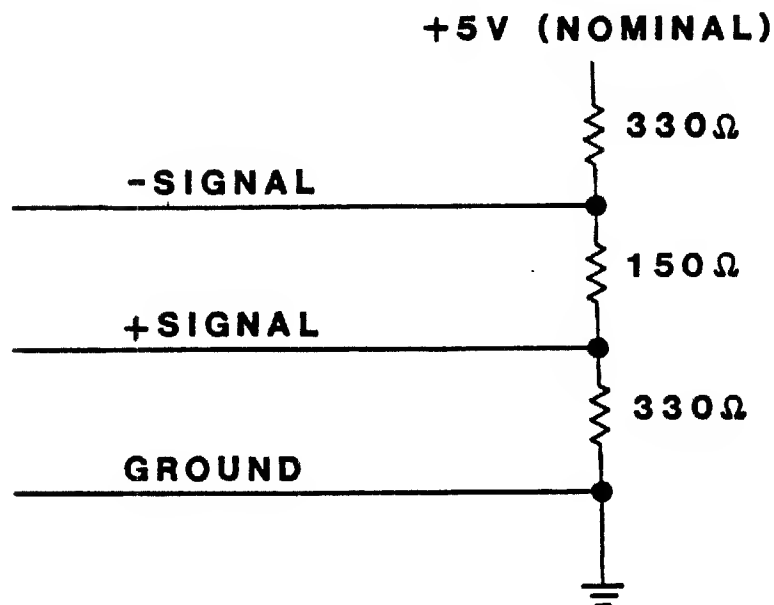 +5V (NOMINAL)
330Ω
-SIGNAL
150Ω
+SIGNAL
330Ω
GROUND